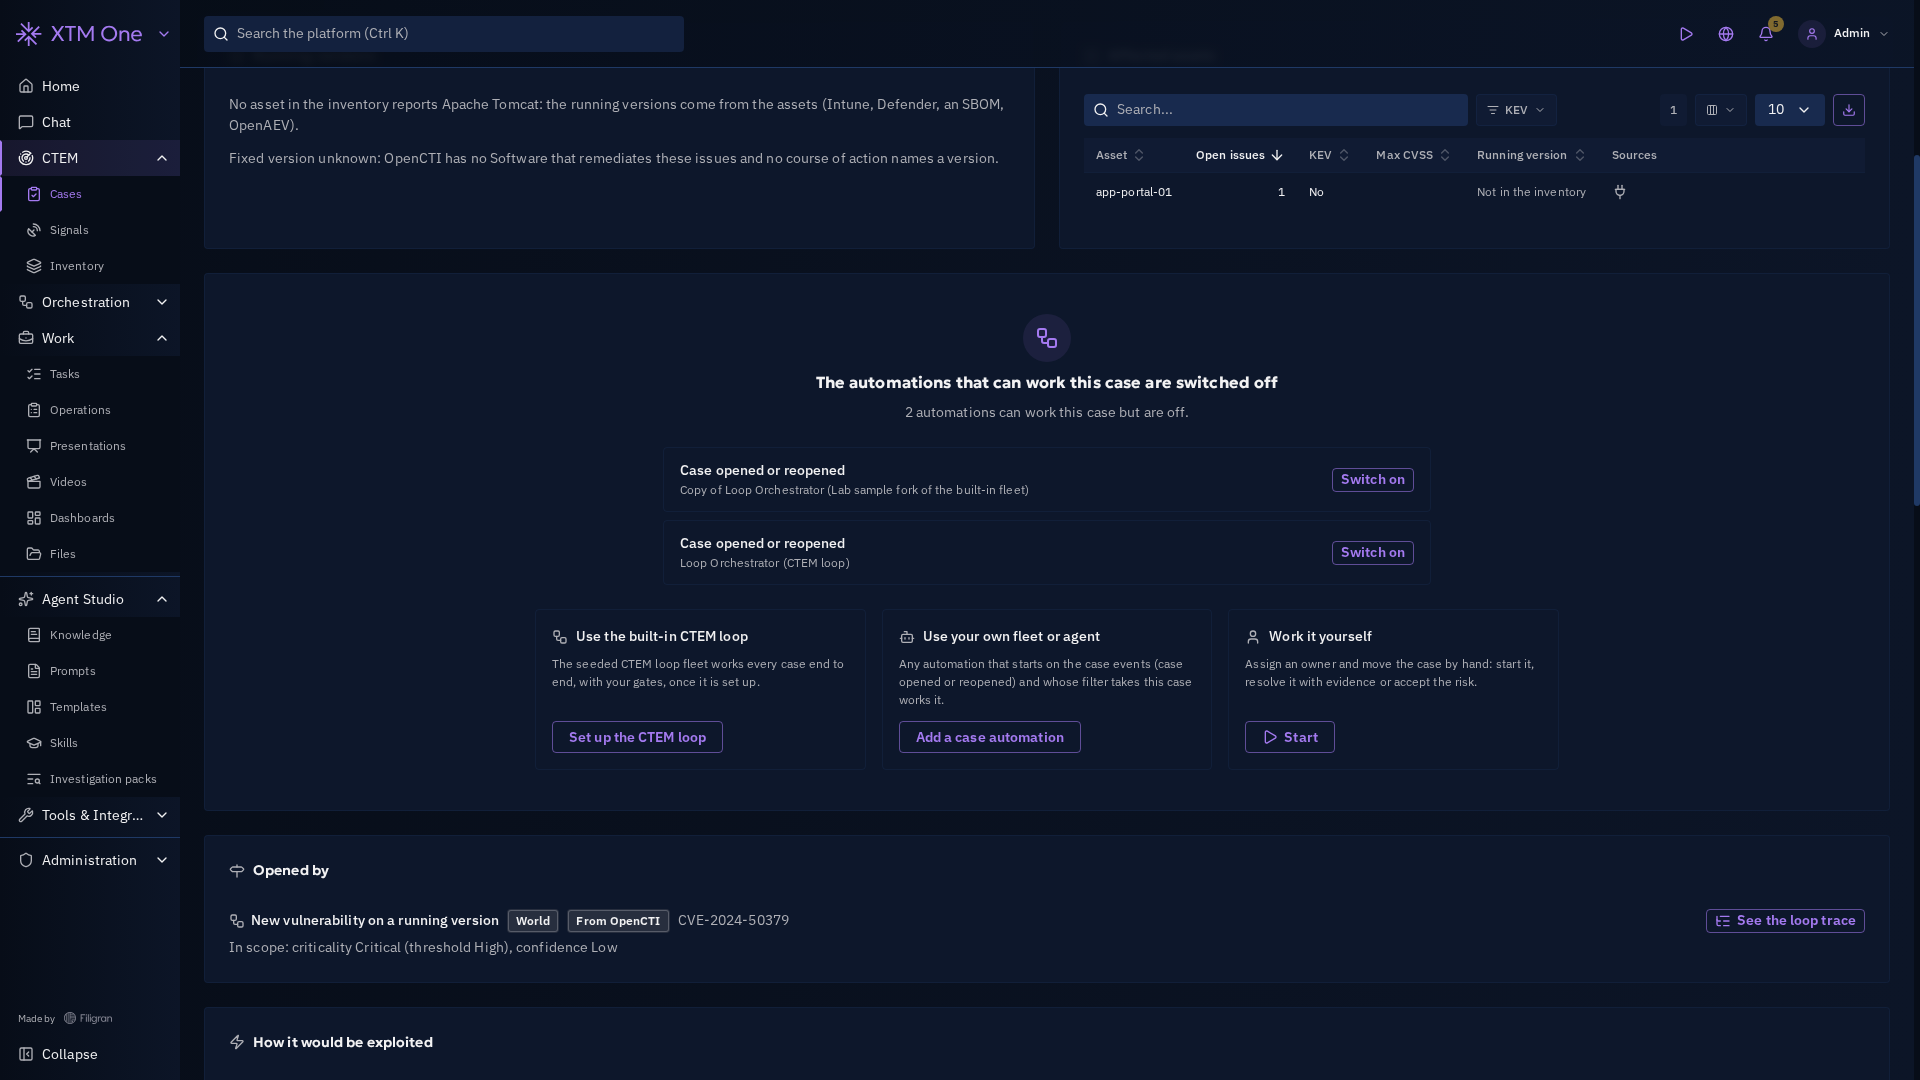 XTM One
Search the platform (Ctrl K)
5
Admin
Home
Chat
CTEM
Cases
Signals
Inventory
Orchestration
Work
Tasks
Operations
Presentations
Videos
Dashboards
Files
Agent Studio
Knowledge
Prompts
Templates
Skills
Investigation packs
Tools & Integr...
Administration
Made by Filigran
Collapse
No asset in the inventory reports Apache Tomcat: the running versions come from the assets (Intune, Defender, an SBOM,
OpenAEV).
Fixed version unknown: OpenCTI has no Software that remediates these issues and no course of action names a version.
Search...
KEV
1
10
Asset Open issues KEV Max CVSS Running version Sources
app-portal-01 1 No Not in the inventory
The automations that can work this case are switched off
2 automations can work this case but are off.
Case opened or reopened
Copy of Loop Orchestrator (Lab sample fork of the built-in fleet)
Switch on
Case opened or reopened
Loop Orchestrator (CTEM loop)
Switch on
Use the built-in CTEM loop
The seeded CTEM loop fleet works every case end to
end, with your gates, once it is set up.
Set up the CTEM loop
Use your own fleet or agent
Any automation that starts on the case events (case
opened or reopened) and whose filter takes this case
works it.
Add a case automation
Work it yourself
Assign an owner and move the case by hand: start it,
resolve it with evidence or accept the risk.
Start
Opened by
New vulnerability on a running version World From OpenCTI CVE-2024-50379
See the loop trace
In scope: criticality Critical (threshold High), confidence Low
How it would be exploited